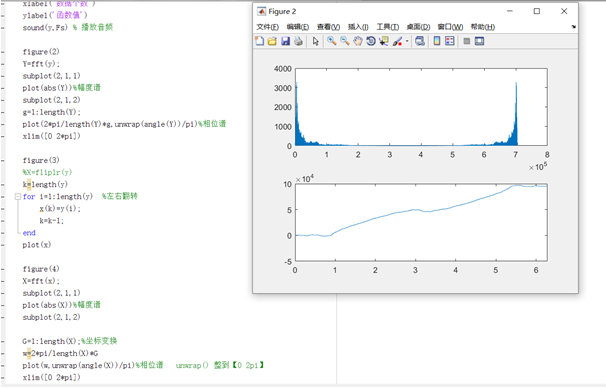 xlabel('数据个数')
ylabel('函数值')
sound(y,Fs) % 播放音频
figure(2)
Y=fft(y);
subplot(2,1,1)
plot(abs(Y))%幅度谱
subplot(2,1,2)
g=1:length(Y);
plot(2*pi/length(Y)*g,unwrap(angle(Y))/pi)%相位谱
xlim([0 2*pi])
figure(3)
%X=fliplr(y)
k=length(y)
for i=1:length(y) %左右翻转
x(k)=y(i);
k=k-1;
end
plot(x)
figure(4)
X=fft(x);
subplot(2,1,1)
plot(abs(X))%幅度谱
subplot(2,1,2)
G=1:length(X);%坐标变换
w=2*pi/length(X)*G
plot(w,unwrap(angle(X))/pi)%相位谱 unwrap() 整到【0 2pi】
xlim([0 2*pi])
Figure 2
文件(F) 编辑(E) 查看(V) 插入(I) 工具(T) 桌面(D) 窗口(W) 帮助(H)
4000
3000
2000
1000
0
0 1 2 3 4 5 6 7 8
×10^5
×10^4
10
5
0
-5
0 1 2 3 4 5 6